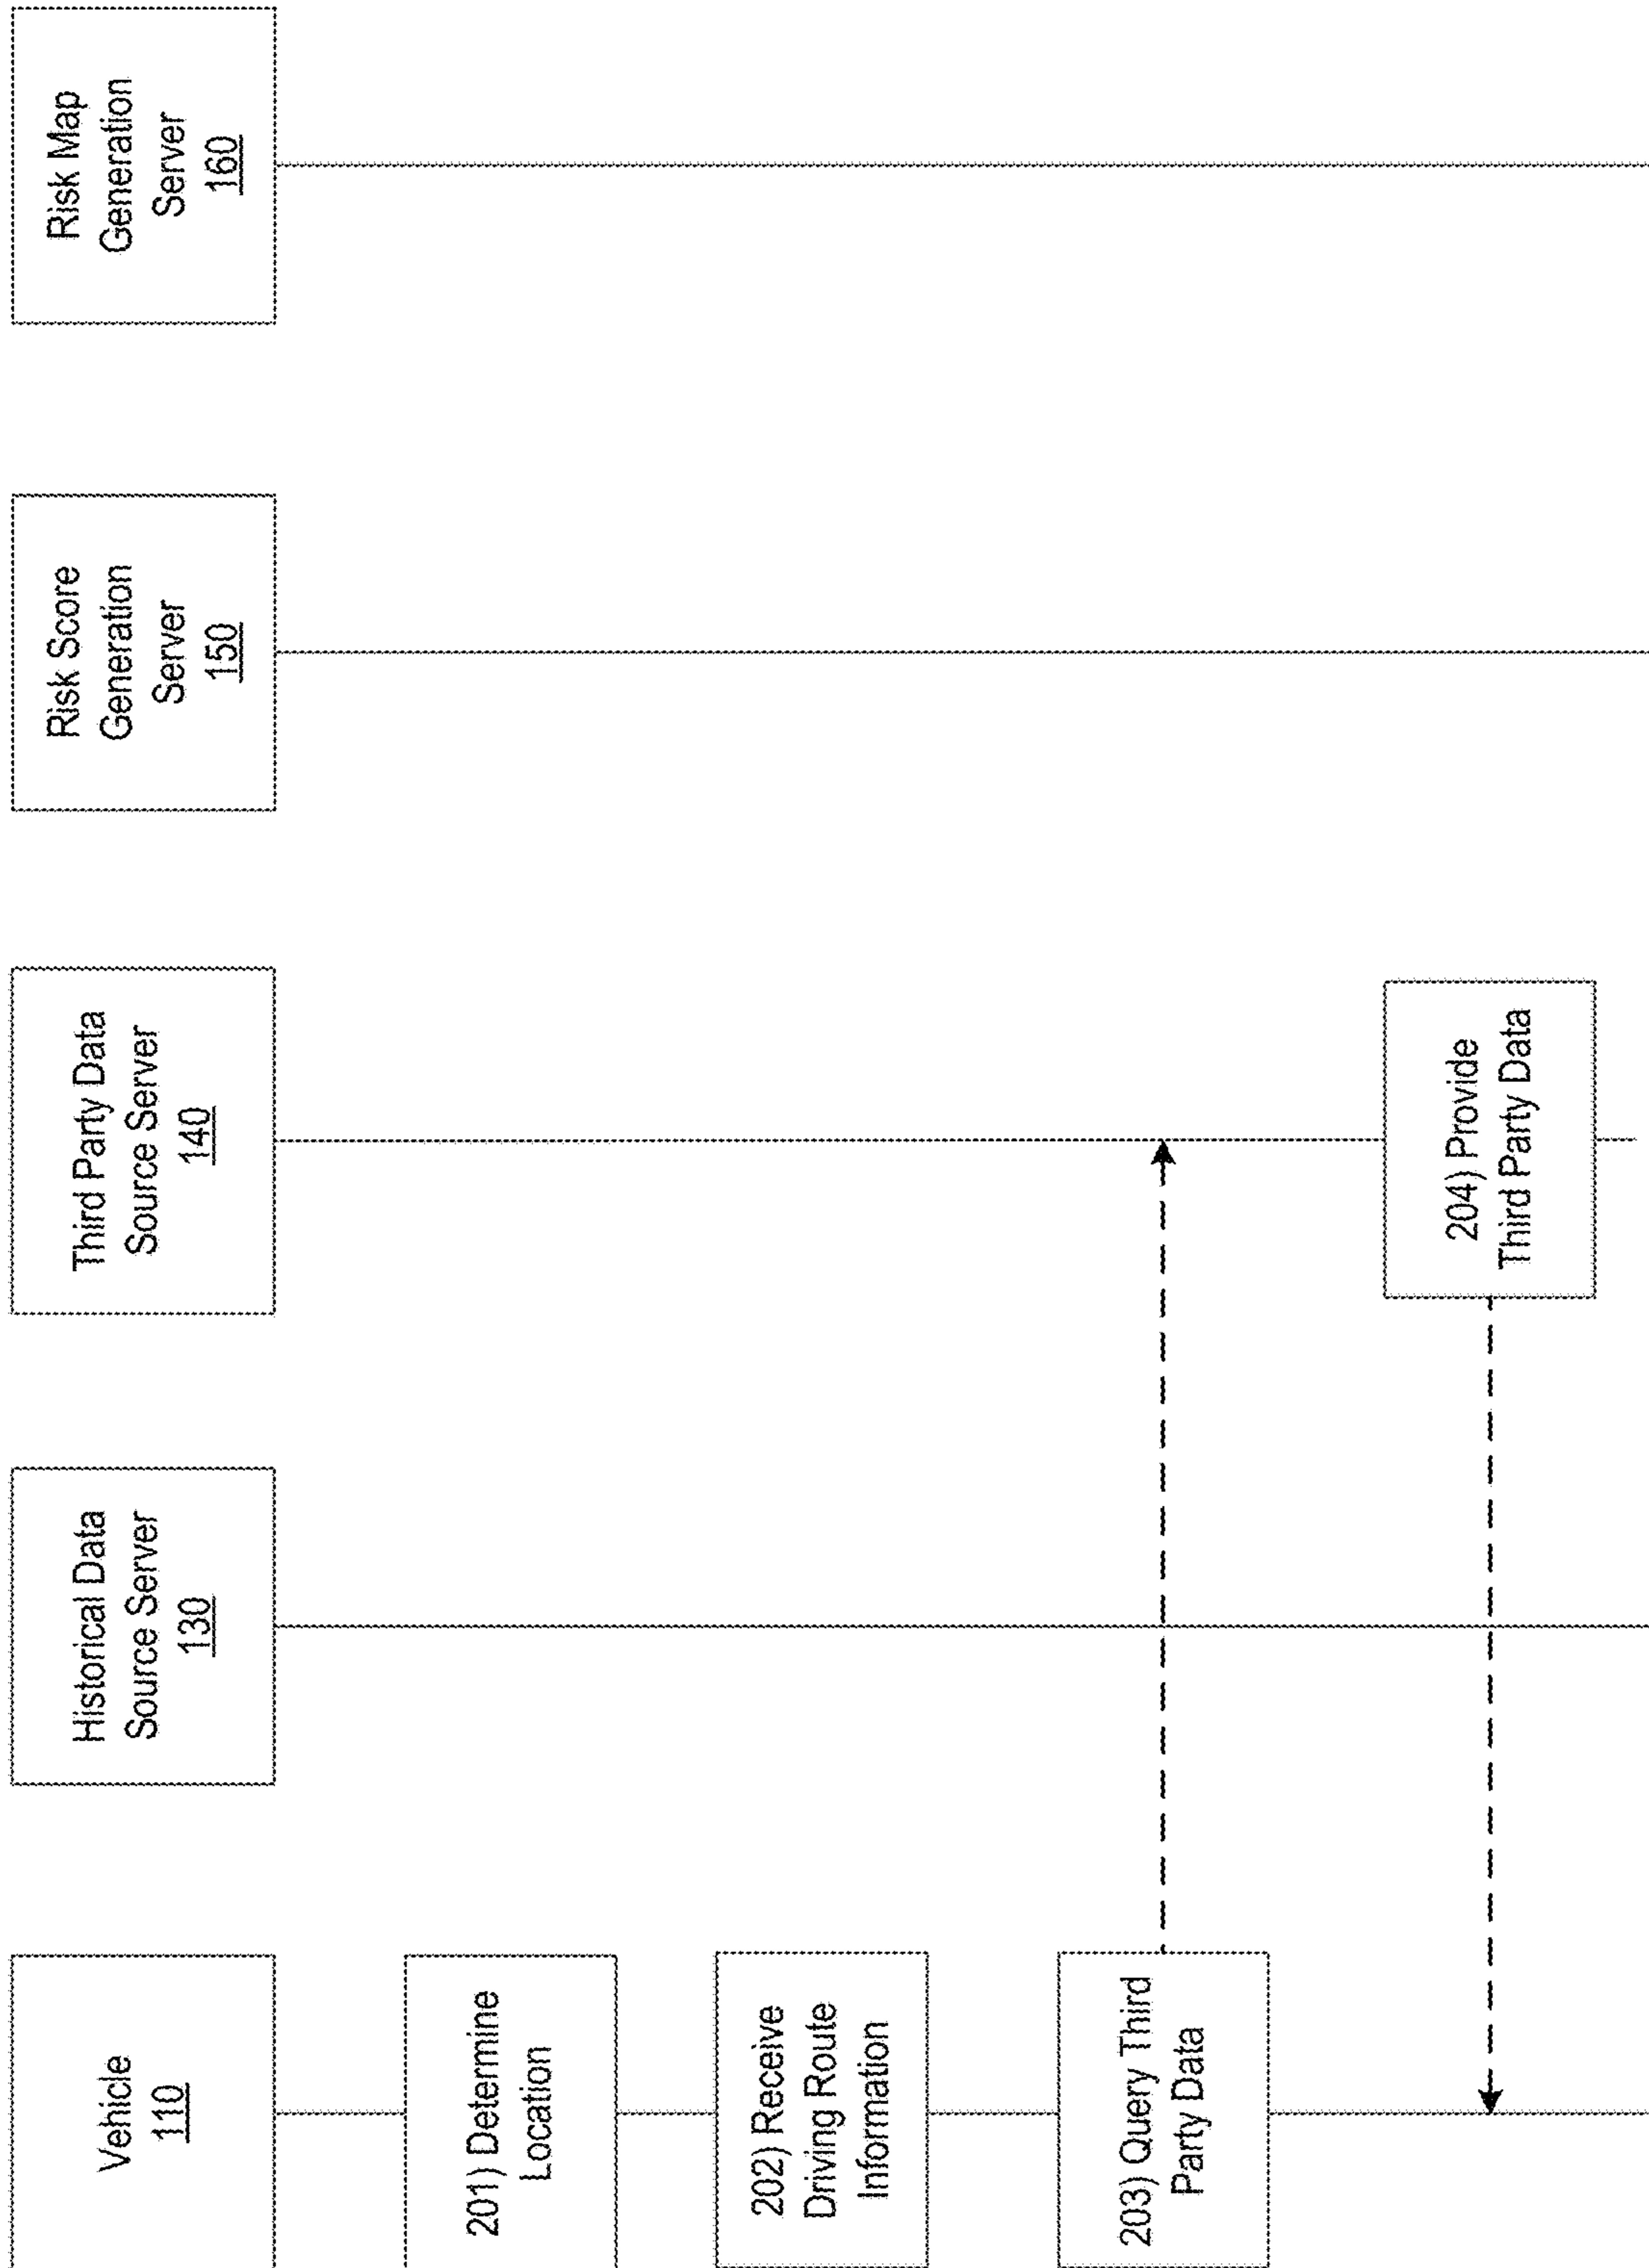 Vehicle
110
Historical Data
Source Server
130
Third Party Data
Source Server
140
Risk Score
Generation
Server
150
Risk Map
Generation
Server
160
201) Determine
Location
202) Receive
Driving Route
Information
203) Query Third
Party Data
204) Provide
Third Party Data